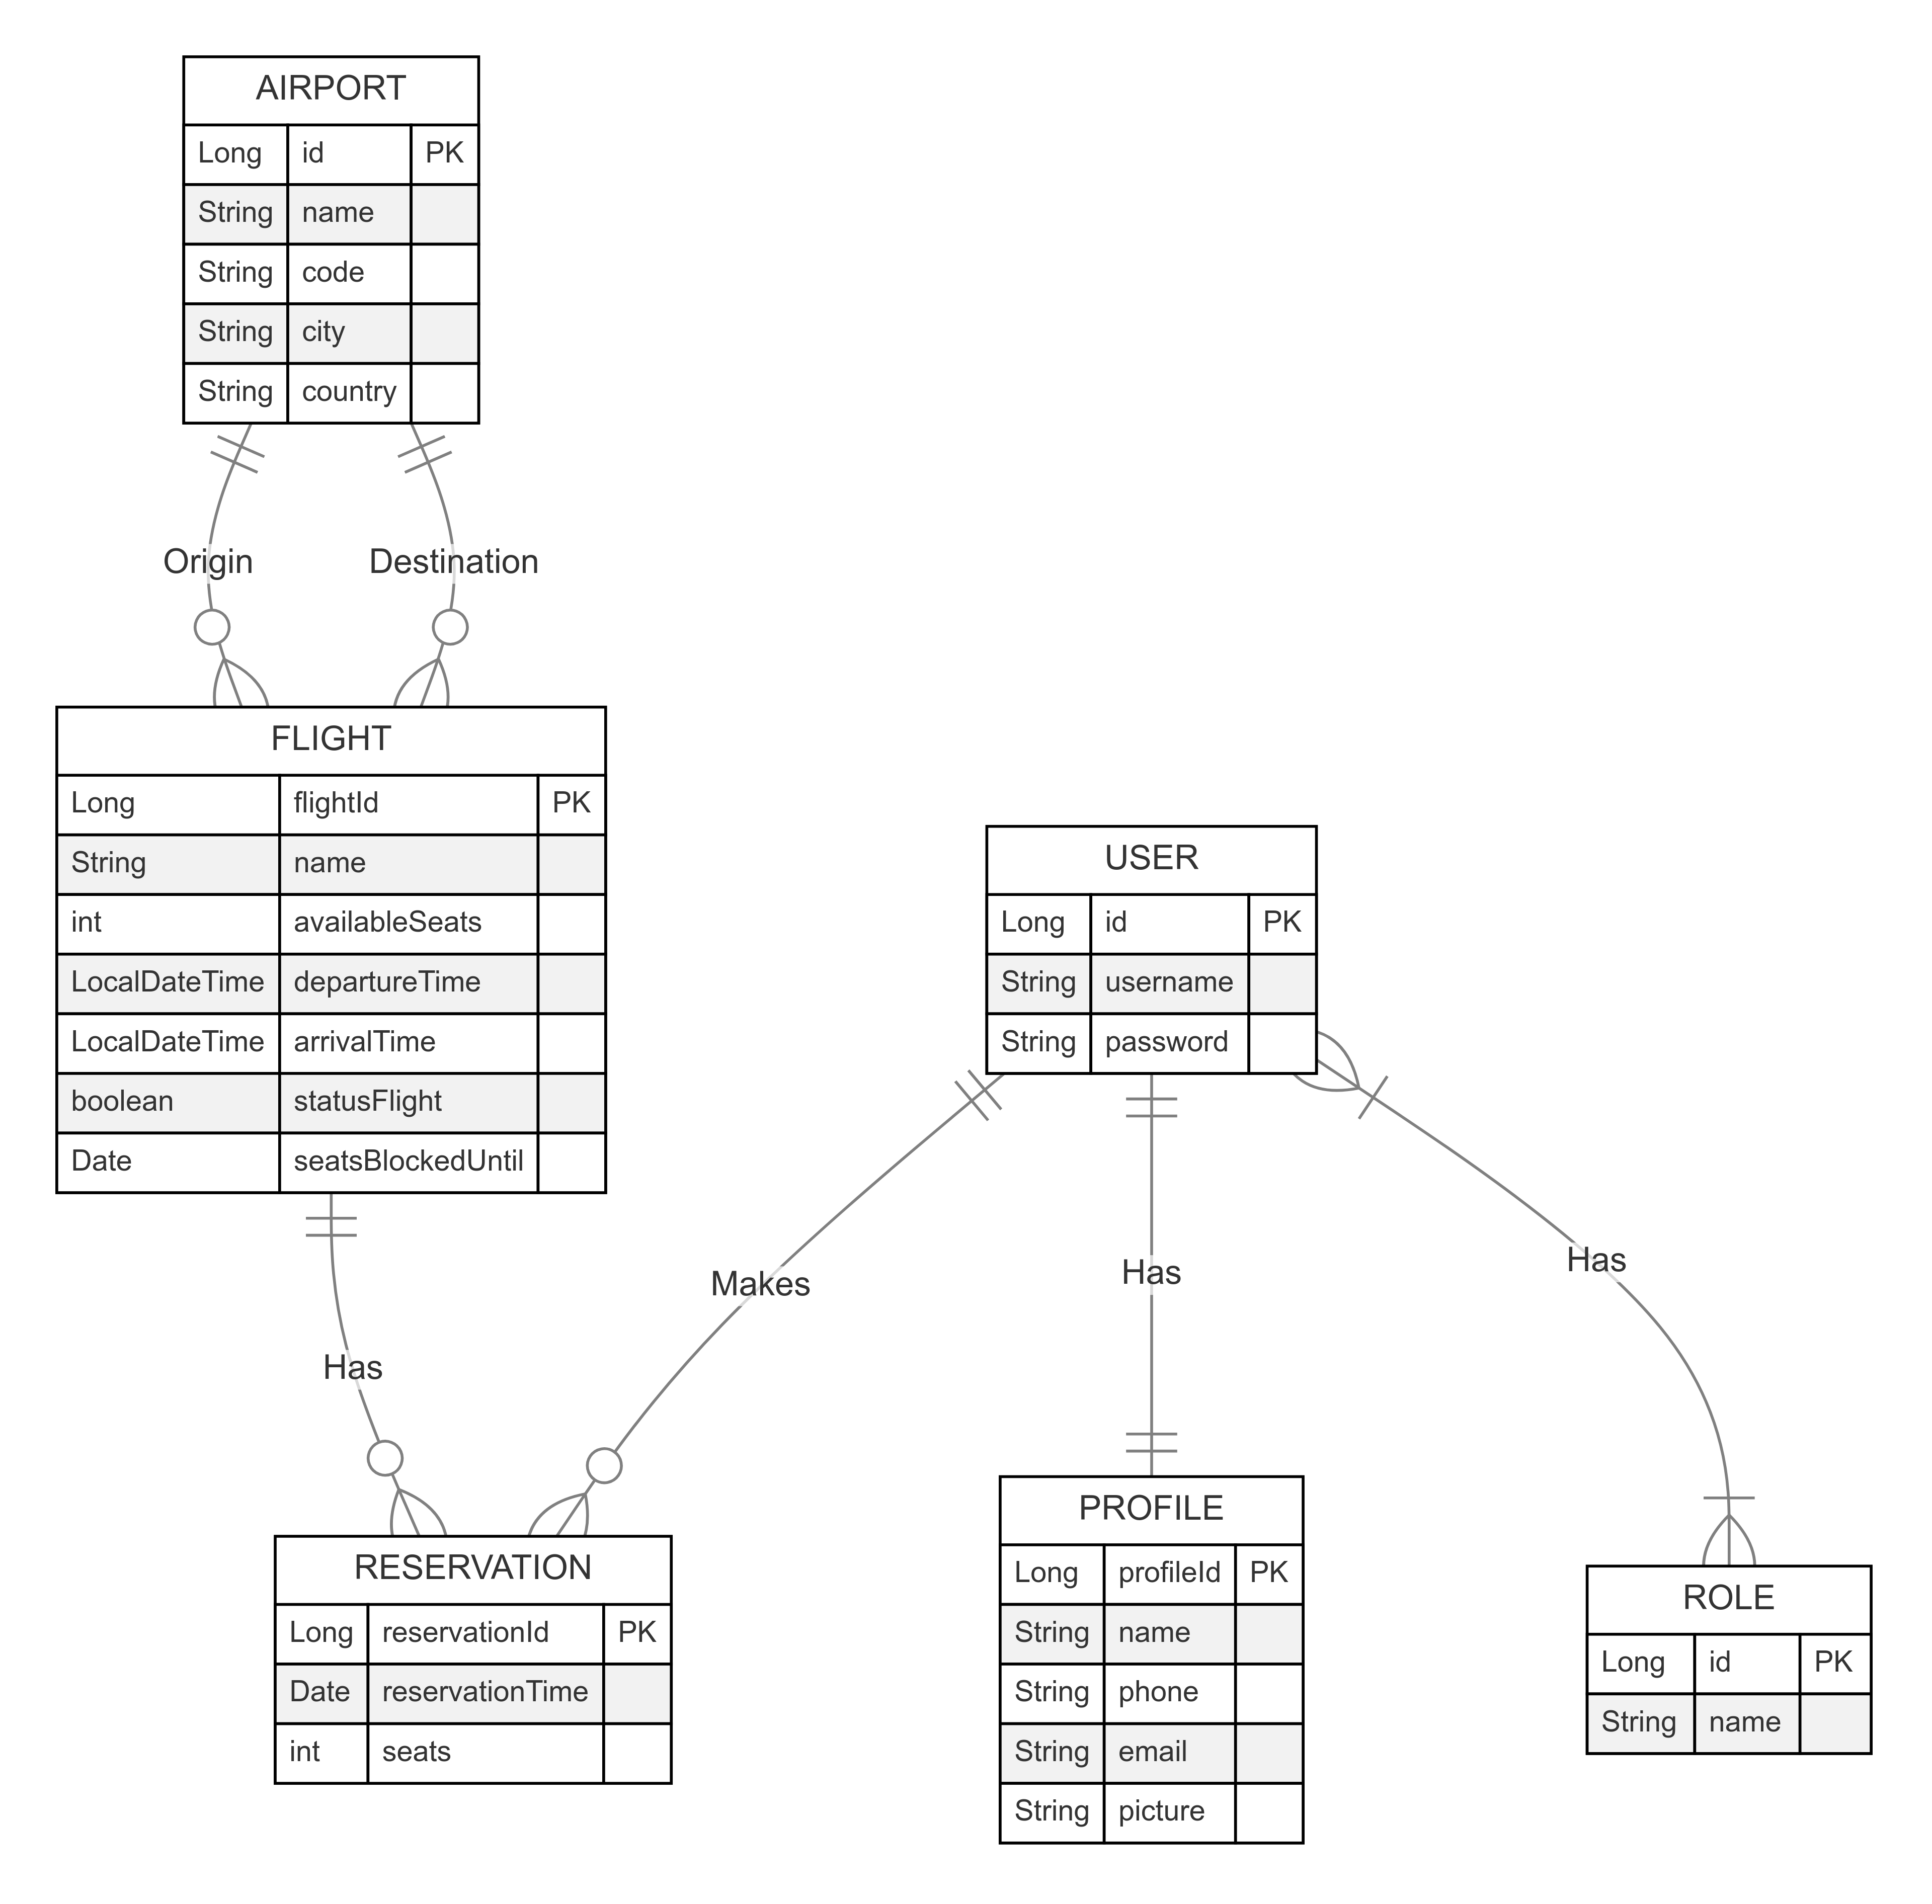 AIRPORT
Long id PK
String name
String code
String city
String country
Origin Destination
FLIGHT
Long flightId PK
String name
int availableSeats
LocalDateTime departureTime
LocalDateTime arrivalTime
boolean statusFlight
Date seatsBlockedUntil
USER
Long id PK
String username
String password
Has
Makes
Has
Has
RESERVATION
Long reservationId PK
Date reservationTime
int seats
PROFILE
Long profileId PK
String name
String phone
String email
String picture
ROLE
Long id PK
String name